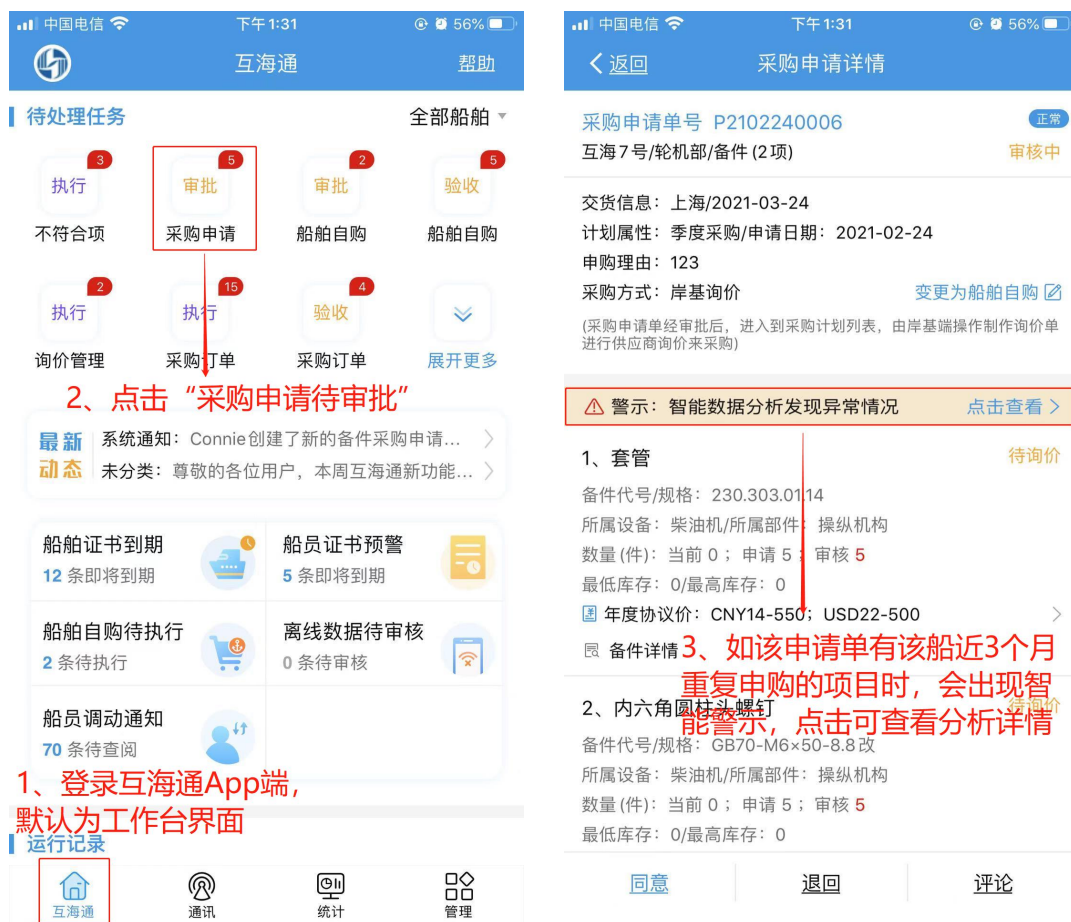 中国电信 下午1:31 56%
互海通 帮助
待处理任务 全部船舶
3 5 2 5
执行 审批 审批 验收
不符合项 采购申请 船舶自购 船舶自购
2 15 4
执行 执行 验收
询价管理 采购订单 采购订单 展开更多
2、点击“采购申请待审批”
最新 系统通知：Connie创建了新的备件采购申请...
动态 未分类：尊敬的各位用户，本周互海通新功能...
船舶证书到期 船员证书预警
12 条即将到期 5 条即将到期
船舶自购待执行 离线数据待审核
2 条待执行 0 条待审核
船员调动通知
70 条待查阅
1、登录互海通App端，
默认为工作台界面
运行记录
互海通 通讯 统计 管理
中国电信 下午1:31 56%
返回 采购申请详情
采购申请单号 P2102240006 正常
互海7号/轮机部/备件(2项) 审核中
交货信息：上海/2021-03-24
计划属性：季度采购/申请日期：2021-02-24
申购理由：123
采购方式：岸基询价 变更为船舶自购
(采购申请单经审批后，进入到采购计划列表，由岸基端操作制作询价单
进行供应商询价来采购)
警示：智能数据分析发现异常情况 点击查看
1、套管 待询价
备件代号/规格：230.303.0114
所属设备：柴油机/所属部件：操纵机构
数量(件)：当前 0；申请 5；审核 5
最低库存：0/最高库存：0
年度协议价：CNY14-550；USD22-500
备件详情
3、如该申请单有该船近3个月
重复申购的项目时，会出现智
能警示，点击可查看分析详情
2、内六角圆柱头螺钉 待询价
备件代号/规格：GB70-M6×50-8.8改
所属设备：柴油机/所属部件：操纵机构
数量(件)：当前 0；申请 5；审核 5
最低库存：0/最高库存：0
同意 退回 评论